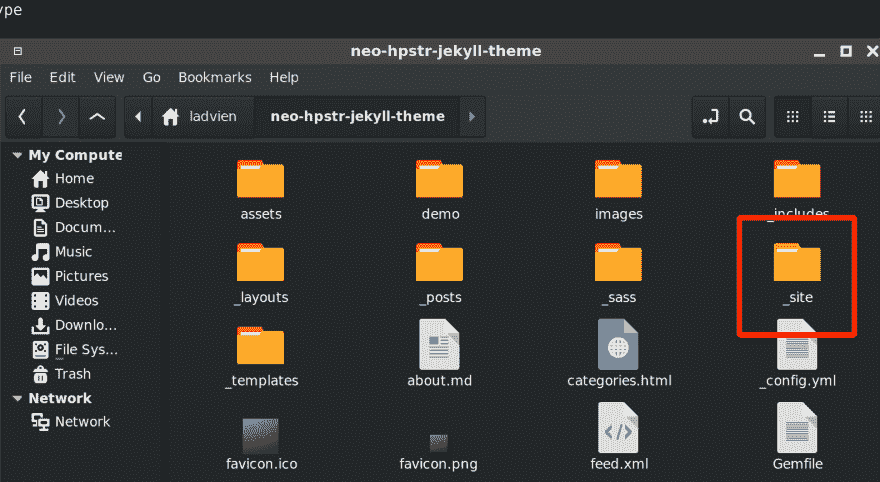 ype
neo-hpstr-jekyll-theme
File Edit View Go Bookmarks Help
ladvien neo-hpstr-jekyll-theme
My Compute
Home
Desktop
Docum...
Music
Pictures
Videos
Downlo...
File Sys...
Trash
Network
Network
assets demo images _includes
_layouts _posts _sass _site
_templates about.md categories.html _config.yml
favicon.ico favicon.png feed.xml Gemfile